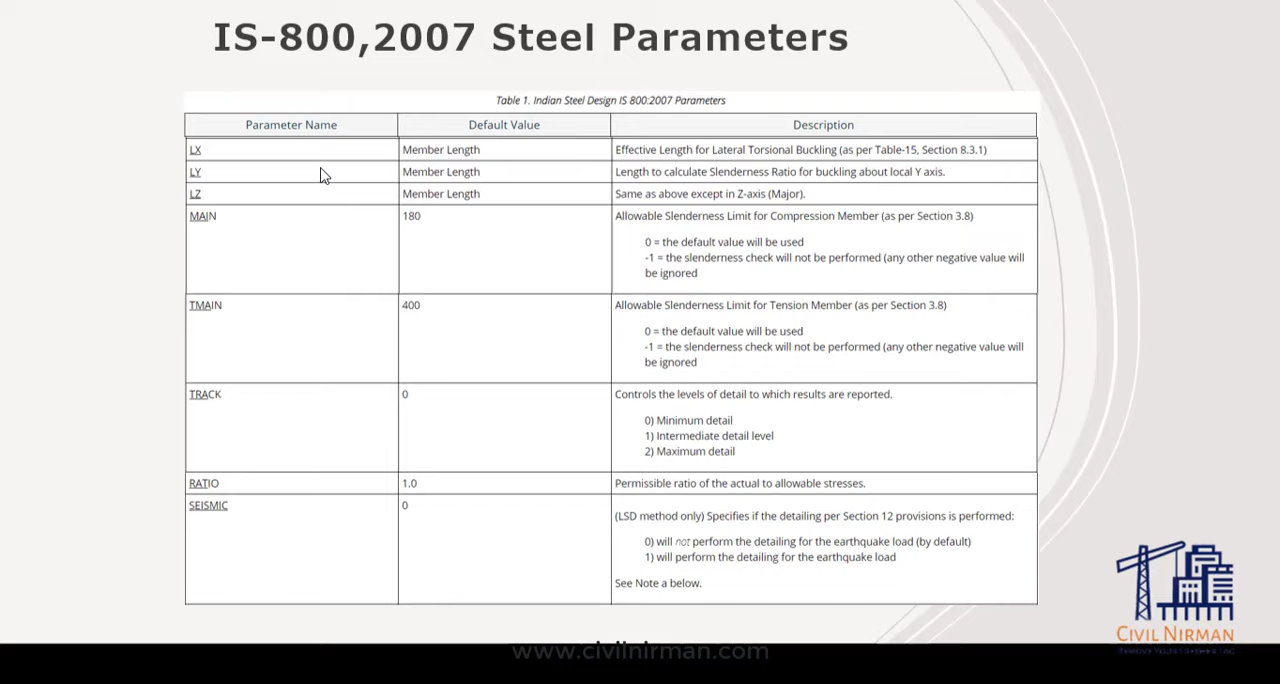 IS-800,2007 Steel Parameters
Table 1. Indian Steel Design IS 800:2007 Parameters
Parameter Name Default Value Description
LX Member Length Effective Length for Lateral Torsional Buckling (as per Table-15, Section 8.3.1)
LY Member Length Length to calculate Slenderness Ratio for buckling about local Y axis.
LZ Member Length Same as above except in Z-axis (Major).
MAIN 180 Allowable Slenderness Limit for Compression Member (as per Section 3.8)
0 = the default value will be used
-1 = the slenderness check will not be performed (any other negative value will
be ignored
TMAIN 400 Allowable Slenderness Limit for Tension Member (as per Section 3.8)
0 = the default value will be used
-1 = the slenderness check will not be performed (any other negative value will
be ignored
TRACK 0 Controls the levels of detail to which results are reported.
0) Minimum detail
1) Intermediate detail level
2) Maximum detail
RATIO 1.0 Permissible ratio of the actual to allowable stresses.
SEISMIC 0
(LSD method only) Specifies if the detailing per Section 12 provisions is performed:
0) will not perform the detailing for the earthquake load (by default)
1) will perform the detailing for the earthquake load
See Note a below.
CIVIL NIRMAN
www.civilnirman.com